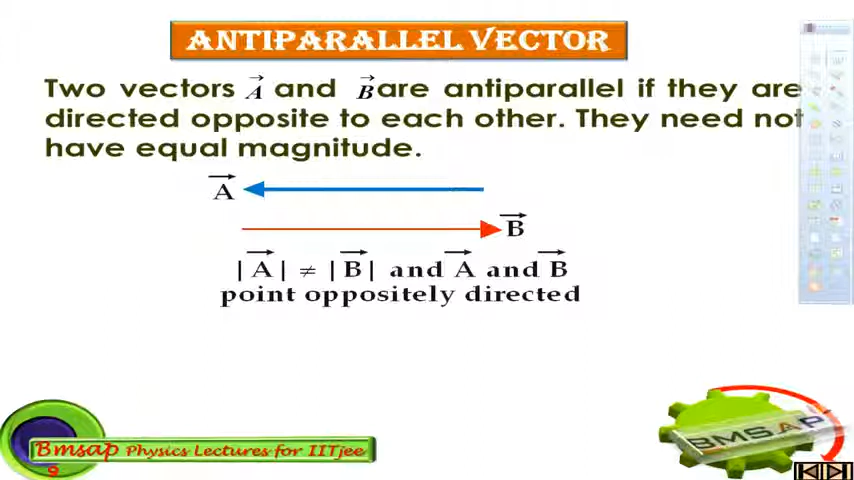 ANTIPARALLEL VECTOR
Two vectors A⃗ and B⃗ are antiparallel if they are
directed opposite to each other. They need not
have equal magnitude.
A⃗
B⃗
|A⃗| ≠ |B⃗| and A⃗ and B⃗
point oppositely directed
Bmsap Physics Lectures for IITjee
9
BMSAP